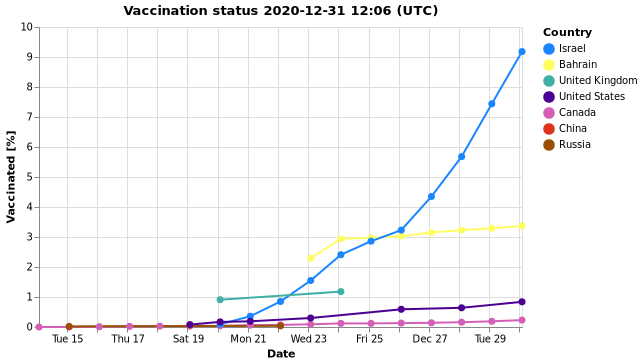 Vaccination status 2020-12-31 12:06 (UTC)
Country
Israel
Bahrain
United Kingdom
United States
Canada
China
Russia
Vaccinated [%]
10
9
8
7
6
5
4
3
2
1
0
Tue 15 Thu 17 Sat 19 Mon 21 Wed 23 Fri 25 Dec 27 Tue 29
Date